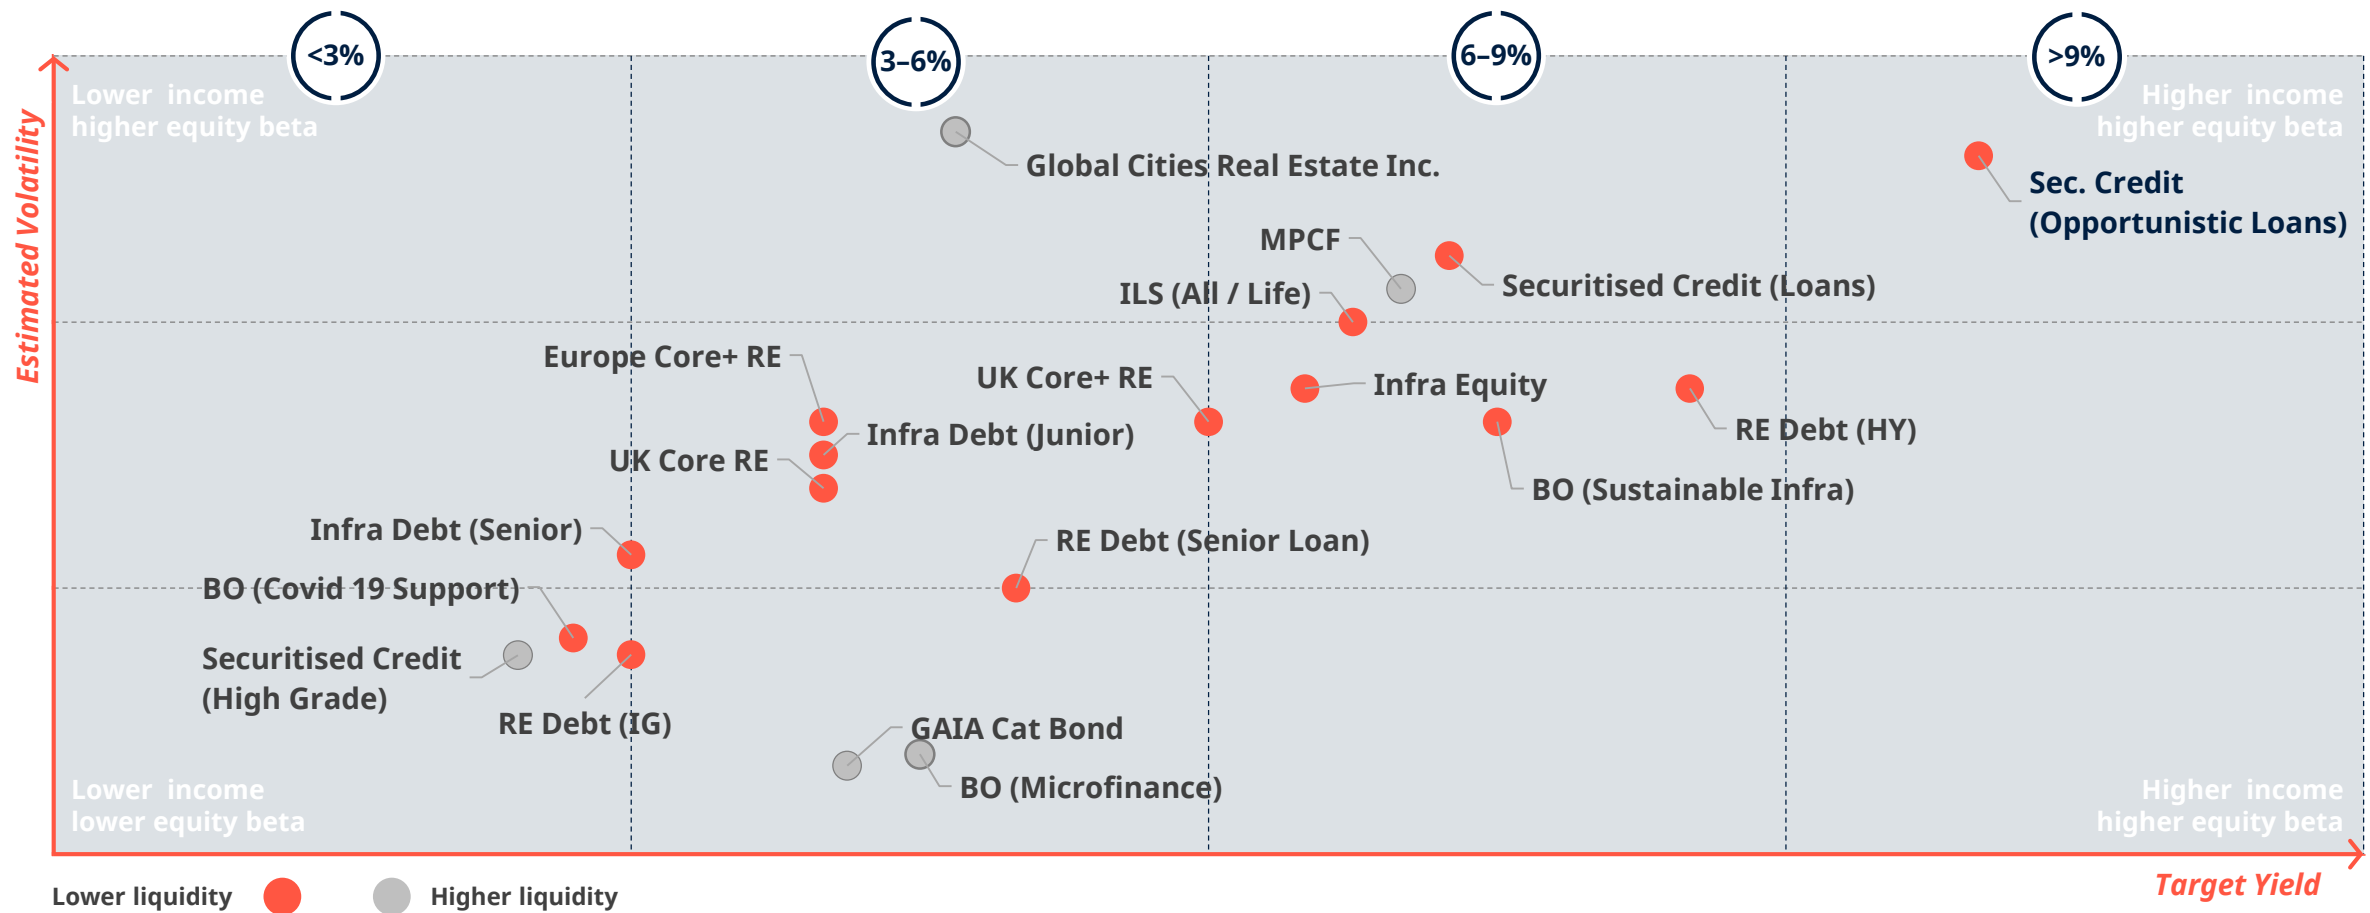 <3%
3–6%
6–9%
>9%
Lower income
higher equity beta
Higher income
higher equity beta
Estimated Volatility
Global Cities Real Estate Inc.
Sec. Credit
(Opportunistic Loans)
MPCF
Securitised Credit (Loans)
ILS (All / Life)
Europe Core+ RE
UK Core+ RE
Infra Equity
Infra Debt (Junior)
RE Debt (HY)
UK Core RE
BO (Sustainable Infra)
Infra Debt (Senior)
RE Debt (Senior Loan)
BO (Covid 19 Support)
Securitised Credit
(High Grade)
RE Debt (IG)
GAIA Cat Bond
BO (Microfinance)
Lower income
lower equity beta
Higher income
higher equity beta
Target Yield
Lower liquidity
Higher liquidity